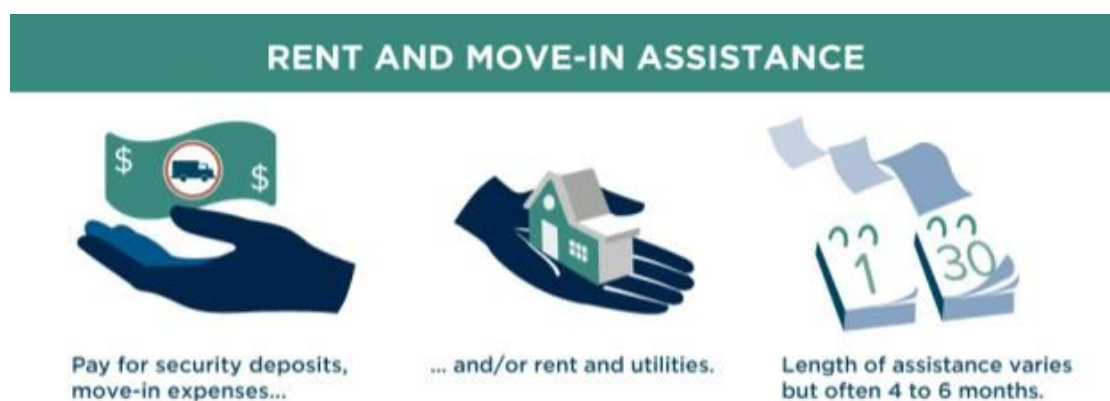 RENT AND MOVE-IN ASSISTANCE
$
$
1
30
Pay for security deposits,
move-in expenses...
... and/or rent and utilities.
Length of assistance varies
but often 4 to 6 months.